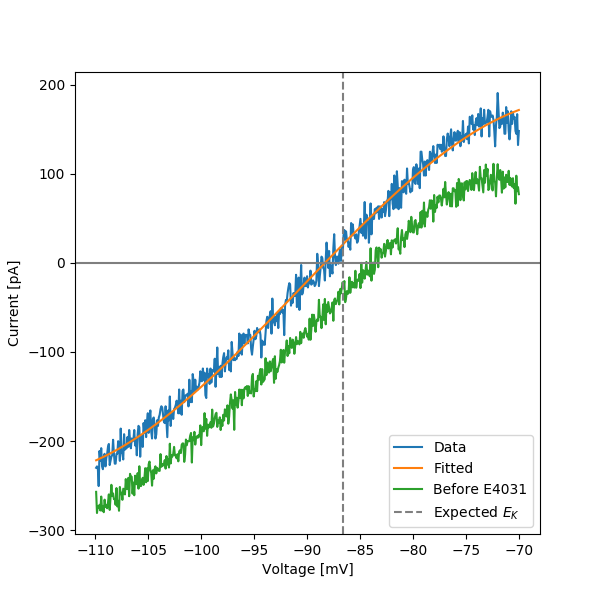 200
100
0
−100
−200
−300
Current [pA]
−110
−105
−100
−95
−90
−85
−80
−75
−70
Voltage [mV]
Data
Fitted
Before E4031
Expected $E_K$